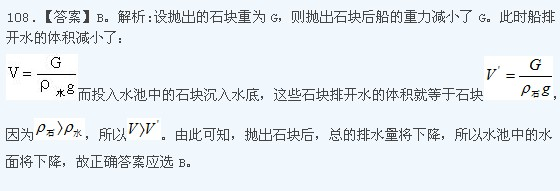 108.【答案】B。解析:设抛出的石块重为 G，则抛出石块后船的重力减小了 G。此时船排
开水的体积减小了:
V = G / ρ水g 而投入水池中的石块沉入水底，这些石块排开水的体积就等于石块 V' = G / ρ石g ，
因为 ρ石〉ρ水 ，所以 V〉V' 。由此可知，抛出石块后，总的排水量将下降，所以水池中的水
面将下降，故正确答案应选 B。